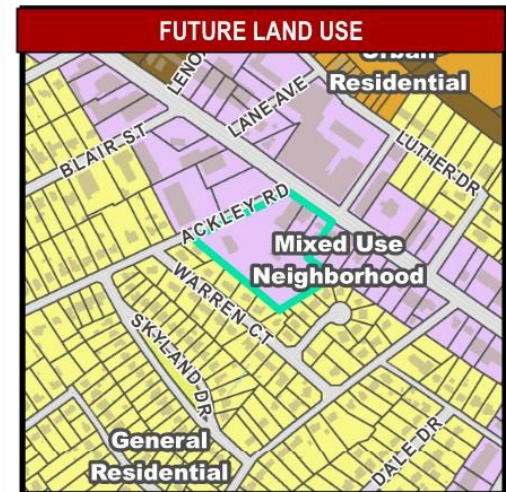 FUTURE LAND USE
Urban
Residential
LENO
LANE AVE
BLAIR ST
LUTHER DR
ACKLEY RD
Mixed Use
Neighborhood
WARREN CT
SKYLAND DR
General
Residential
DALE DR